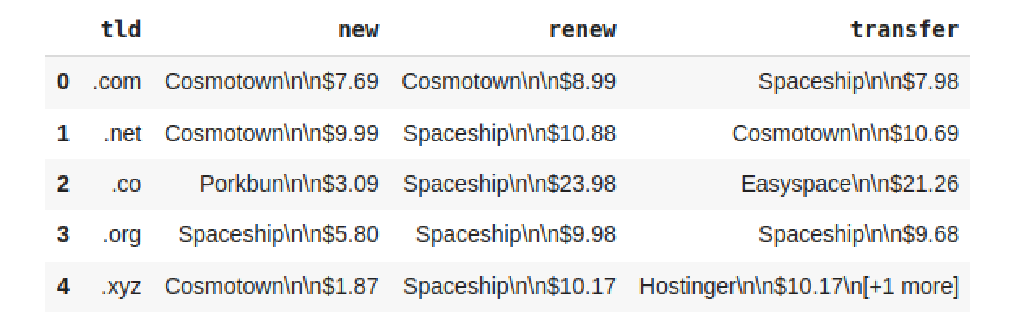 tld new renew transfer
0 .com Cosmotown\n\n$7.69 Cosmotown\n\n$8.99 Spaceship\n\n$7.98
1 .net Cosmotown\n\n$9.99 Spaceship\n\n$10.88 Cosmotown\n\n$10.69
2 .co Porkbun\n\n$3.09 Spaceship\n\n$23.98 Easyspace\n\n$21.26
3 .org Spaceship\n\n$5.80 Spaceship\n\n$9.98 Spaceship\n\n$9.68
4 .xyz Cosmotown\n\n$1.87 Spaceship\n\n$10.17 Hostinger\n\n$10.17\n[+1 more]